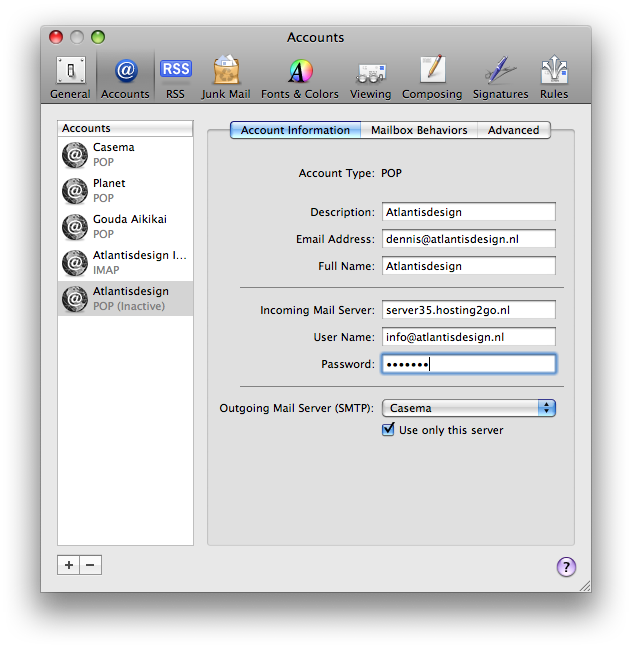 Accounts
RSS
General Accounts RSS Junk Mail Fonts & Colors Viewing Composing Signatures Rules
Accounts
Casema
POP
Planet
POP
Gouda Aikikai
POP
Atlantisdesign I...
IMAP
Atlantisdesign
POP (Inactive)
Account Information Mailbox Behaviors Advanced
Account Type: POP
Description: Atlantisdesign
Email Address: dennis@atlantisdesign.nl
Full Name: Atlantisdesign
Incoming Mail Server: server35.hosting2go.nl
User Name: info@atlantisdesign.nl
Password: •••••••
Outgoing Mail Server (SMTP): Casema
Use only this server
+ − ?